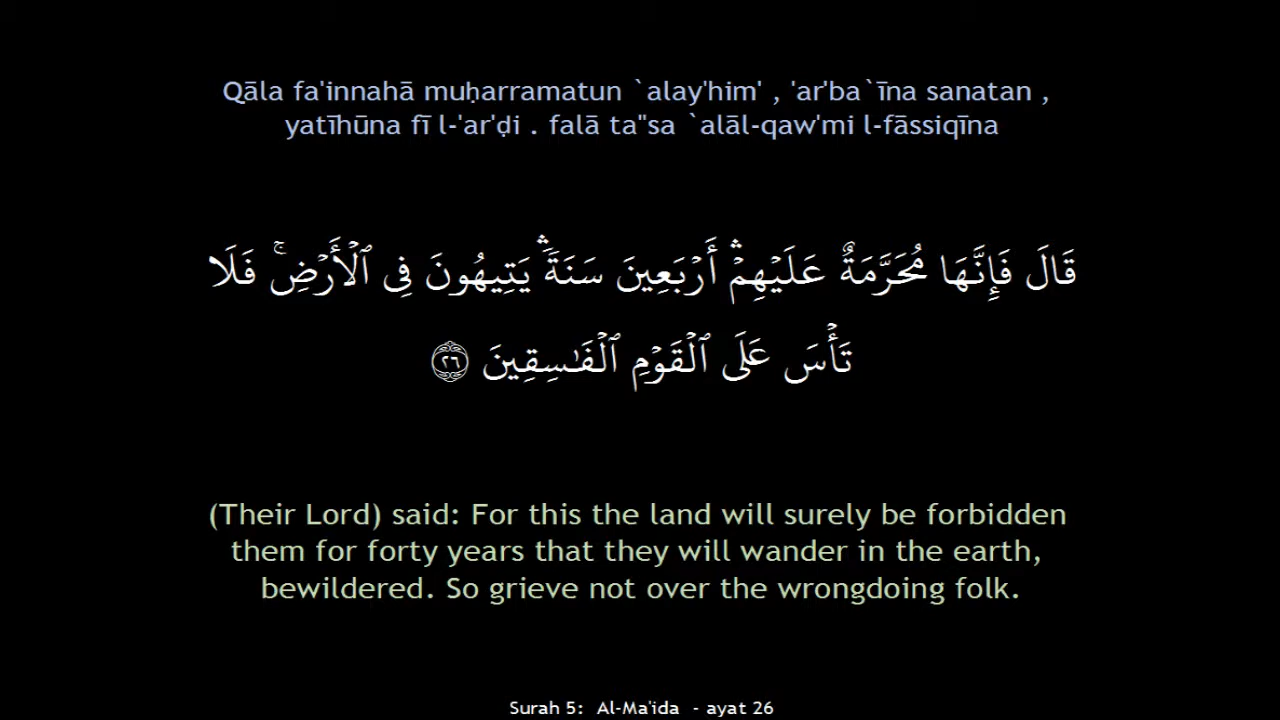 Qāla fa'innahā muḥarramatun `alay'him' , 'ar'ba`īna sanatan ,
yatīhūna fī l-'ar'ḍi . falā ta"sa `alāl-qaw'mi l-fāssiqīna
قَالَ فَإِنَّهَا مُحَرَّمَةٌ عَلَيْهِمْۛ أَرْبَعِينَ سَنَةًۛ يَتِيهُونَ فِى ٱلْأَرْضِۚ فَلَا
تَأْسَ عَلَى ٱلْقَوْمِ ٱلْفَـٰسِقِينَ ٢٦
(Their Lord) said: For this the land will surely be forbidden
them for forty years that they will wander in the earth,
bewildered. So grieve not over the wrongdoing folk.
Surah 5: Al-Ma'ida - ayat 26